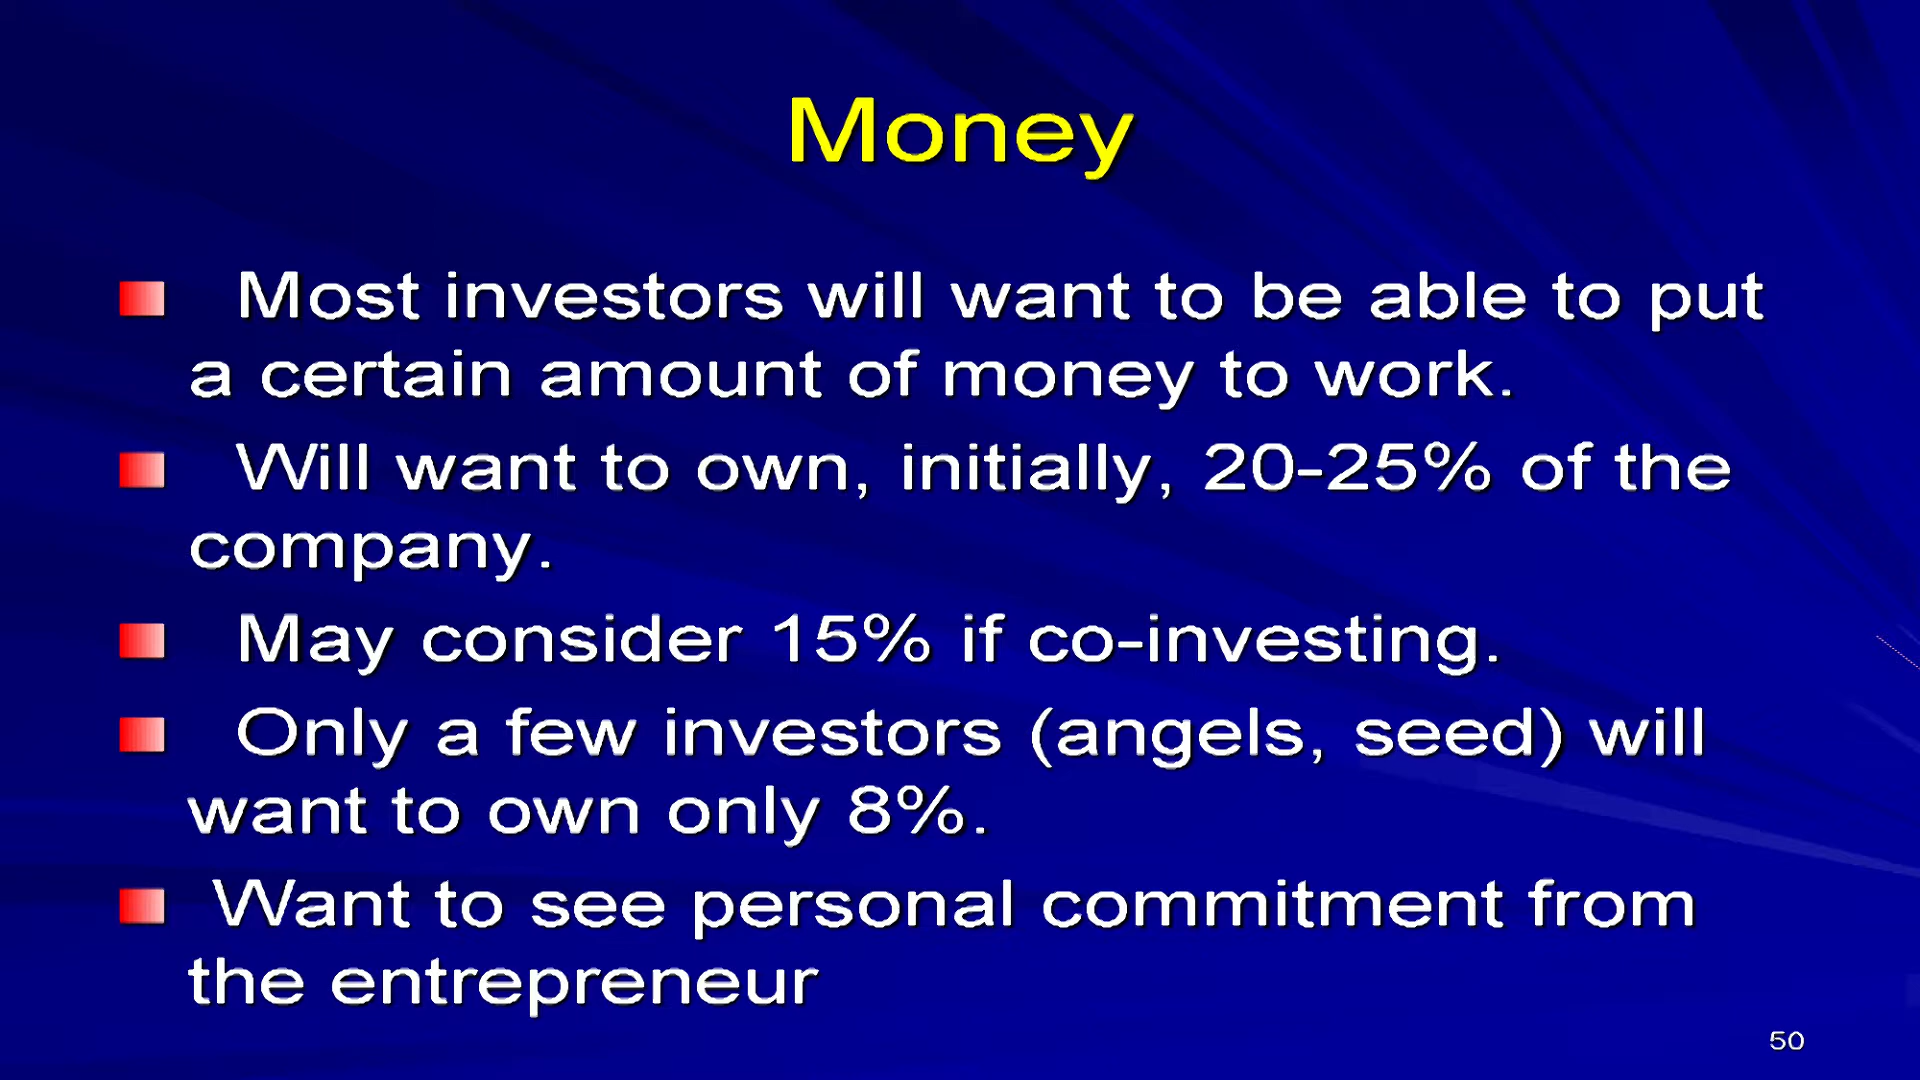 Money
Most investors will want to be able to put
a certain amount of money to work.
Will want to own, initially, 20-25% of the
company.
May consider 15% if co-investing.
Only a few investors (angels, seed) will
want to own only 8%.
Want to see personal commitment from
the entrepreneur
50